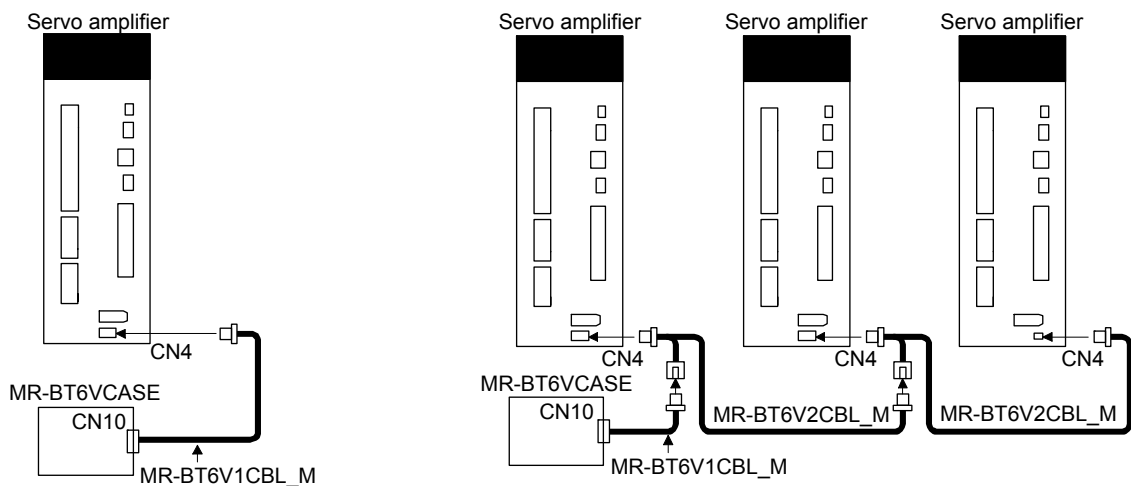 Servo amplifier
CN4
MR-BT6VCASE
CN10
MR-BT6V1CBL_M
Servo amplifier
Servo amplifier
Servo amplifier
CN4
CN4
CN4
MR-BT6VCASE
CN10
MR-BT6V2CBL_M
MR-BT6V2CBL_M
MR-BT6V1CBL_M